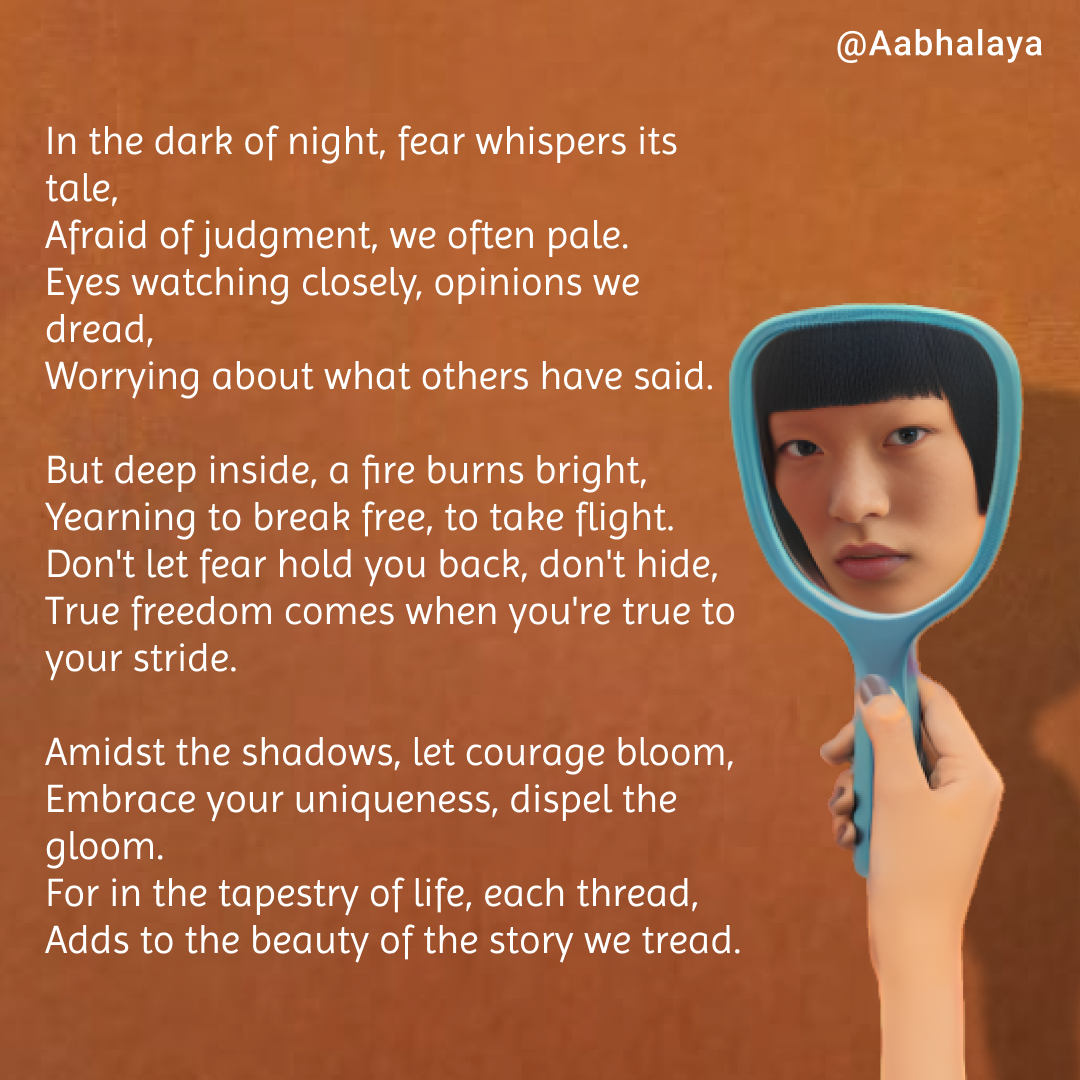 @Aabhalaya
In the dark of night, fear whispers its
tale,
Afraid of judgment, we often pale.
Eyes watching closely, opinions we
dread,
Worrying about what others have said.
But deep inside, a fire burns bright,
Yearning to break free, to take flight.
Don't let fear hold you back, don't hide,
True freedom comes when you're true to
your stride.
Amidst the shadows, let courage bloom,
Embrace your uniqueness, dispel the
gloom.
For in the tapestry of life, each thread,
Adds to the beauty of the story we tread.